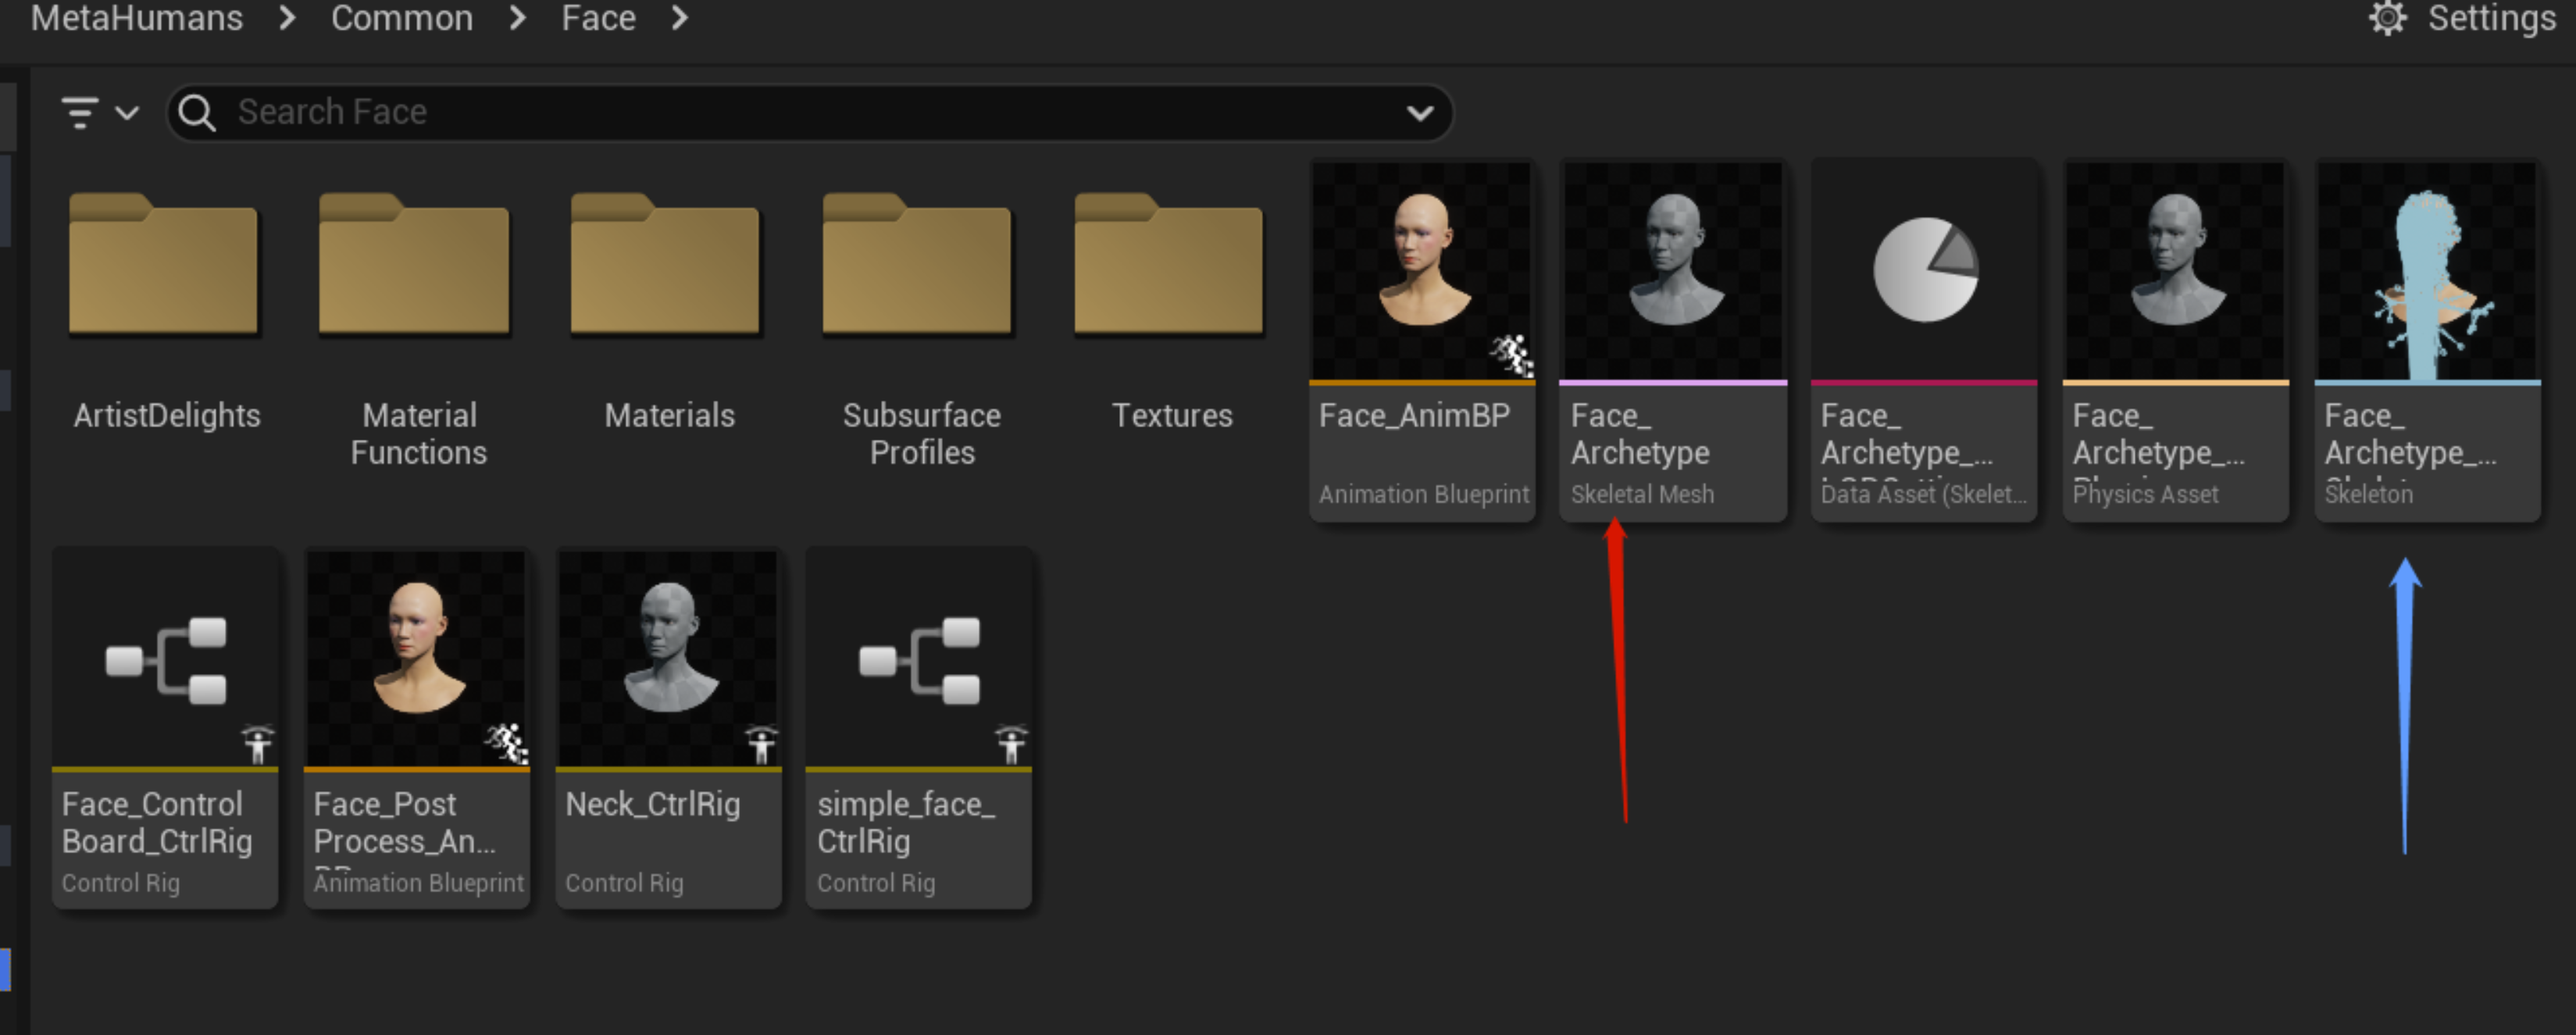 MetaHumans > Common > Face >
Settings
Search Face
ArtistDelights
Material
Functions
Materials
Subsurface
Profiles
Textures
Face_AnimBP
Animation Blueprint
Face_
Archetype
Skeletal Mesh
Face_
Archetype_...
Data Asset (Skelet...
Face_
Archetype_...
Physics Asset
Face_
Archetype_...
Skeleton
Face_Control
Board_CtrlRig
Control Rig
Face_Post
Process_An...
Animation Blueprint
Neck_CtrlRig
Control Rig
simple_face_
CtrlRig
Control Rig